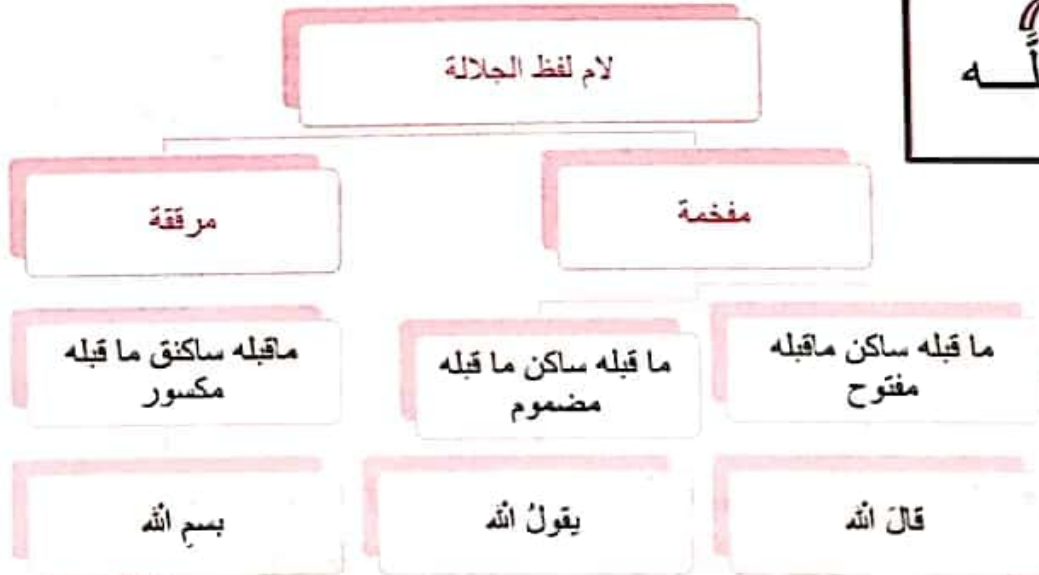 لام لفظ الجلالة
مفخمة
مرققة
ما قبله ساكن ماقبله
مفتوح
ما قبله ساكن ما قبله
مضموم
ماقبله ساكنق ما قبله
مكسور
قالَ الله
يقولُ الله
بسمِ الله